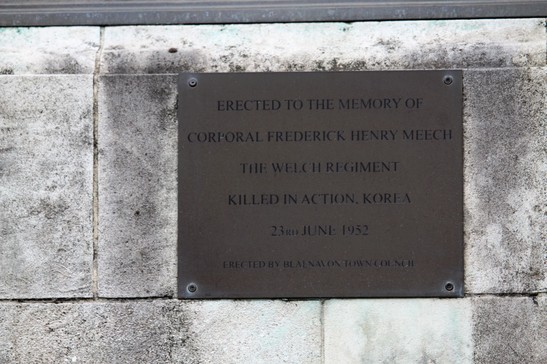 ERECTED TO THE MEMORY OF
CORPORAL FREDERICK HENRY MEECH
THE WELCH REGIMENT
KILLED IN ACTION, KOREA
23RD JUNE 1952
ERECTED BY BLAENAVON TOWN COUNCIL